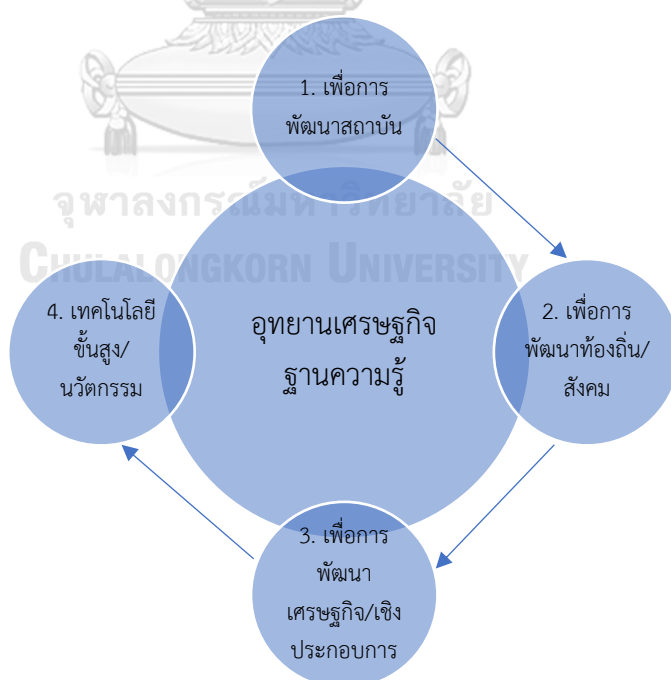 1. เพื่อการ
พัฒนาสถาบัน
จุฬาลงกรณ์มหาวิทยาลัย
CHULALONGKORN UNIVERSITY
4. เทคโนโลยี
ขั้นสูง/
นวัตกรรม
อุทยานเศรษฐกิจ
ฐานความรู้
2. เพื่อการ
พัฒนาท้องถิ่น/
สังคม
3. เพื่อการ
พัฒนา
เศรษฐกิจ/เชิง
ประกอบการ